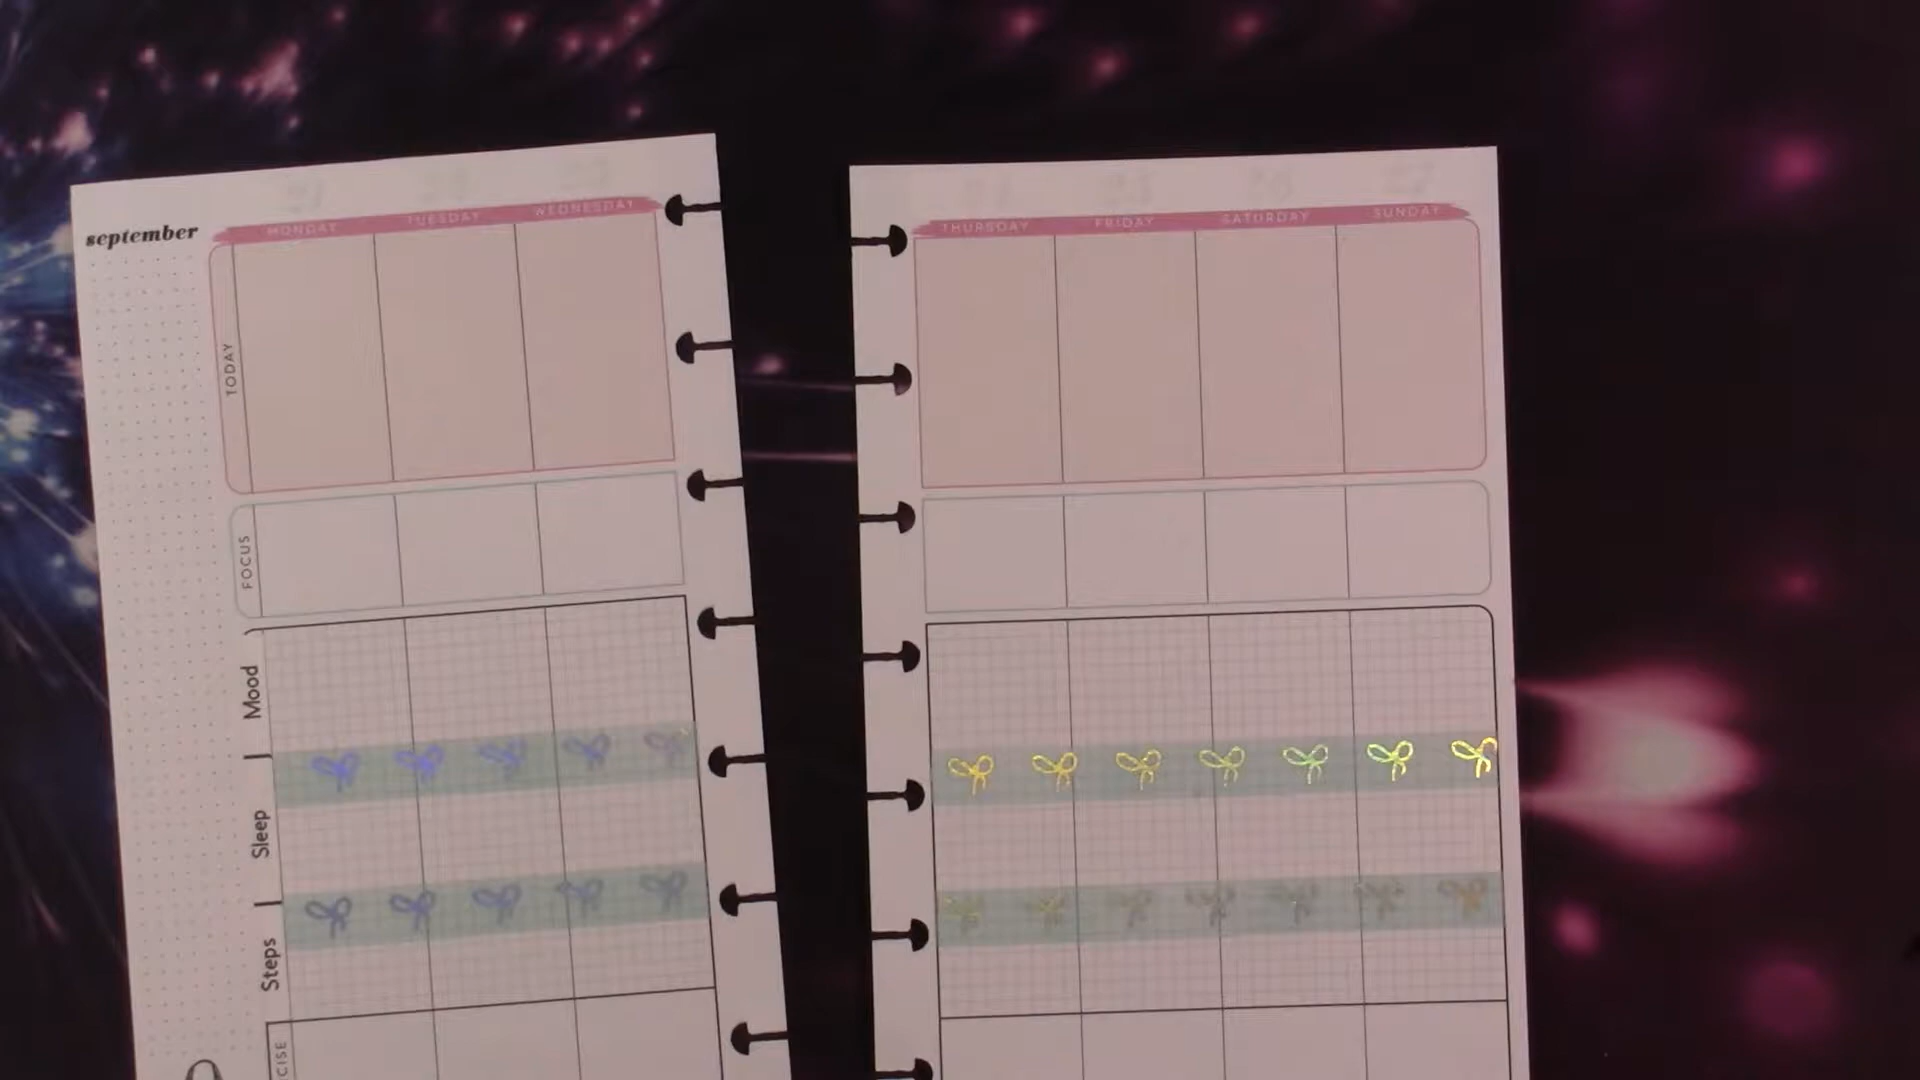 september
MONDAY TUESDAY WEDNESDAY
TODAY
FOCUS
Mood
Sleep
Steps
THURSDAY FRIDAY SATURDAY SUNDAY